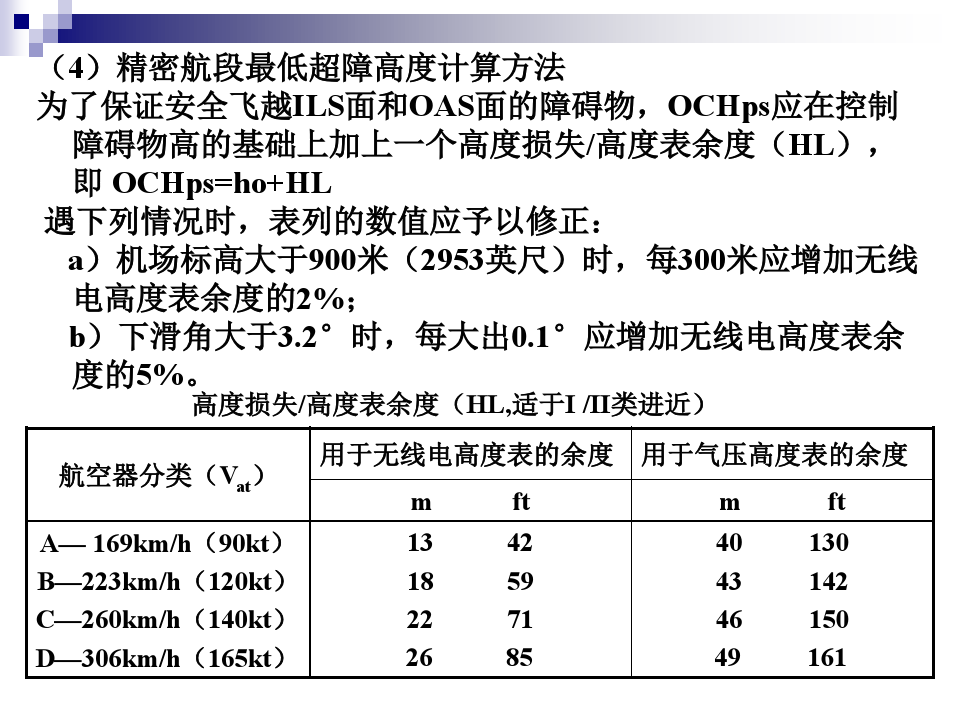 （4）精密航段最低超障高度计算方法
为了保证安全飞越ILS面和OAS面的障碍物，OCHps应在控制
障碍物高的基础上加上一个高度损失/高度表余度（HL），
即 OCHps=ho+HL
遇下列情况时，表列的数值应予以修正：
a）机场标高大于900米（2953英尺）时，每300米应增加无线
电高度表余度的2%；
b）下滑角大于3.2°时，每大出0.1°应增加无线电高度表余
度的5%。
高度损失/高度表余度（HL,适于I /II类进近）
航空器分类（Vat） 用于无线电高度表的余度 用于气压高度表的余度
m ft m ft
A— 169km/h（90kt） 13 42 40 130
B—223km/h（120kt） 18 59 43 142
C—260km/h（140kt） 22 71 46 150
D—306km/h（165kt） 26 85 49 161